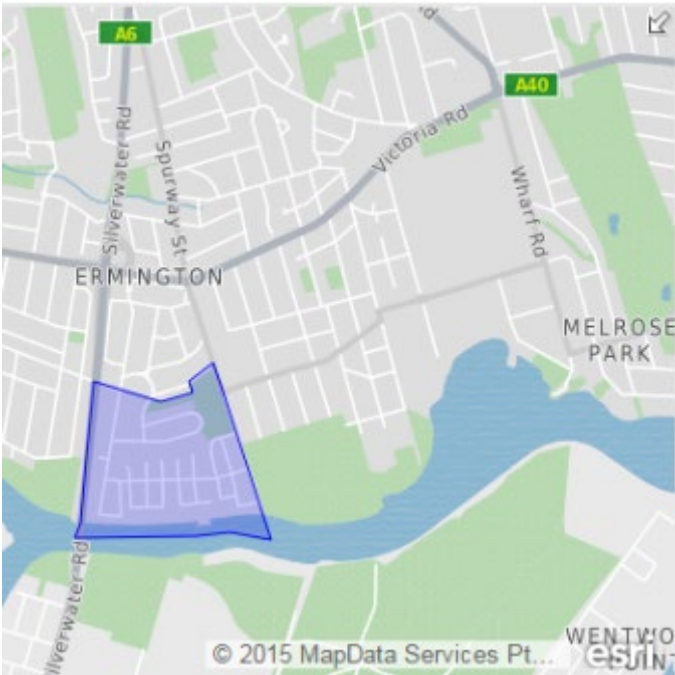 A6
A40
Silverwater Rd
Spurway St
Victoria Rd
Wharf Rd
ERMINGTON
MELROSE
PARK
ilverwater Rd
WENTWO
© 2015 MapData Services Pt...
esri